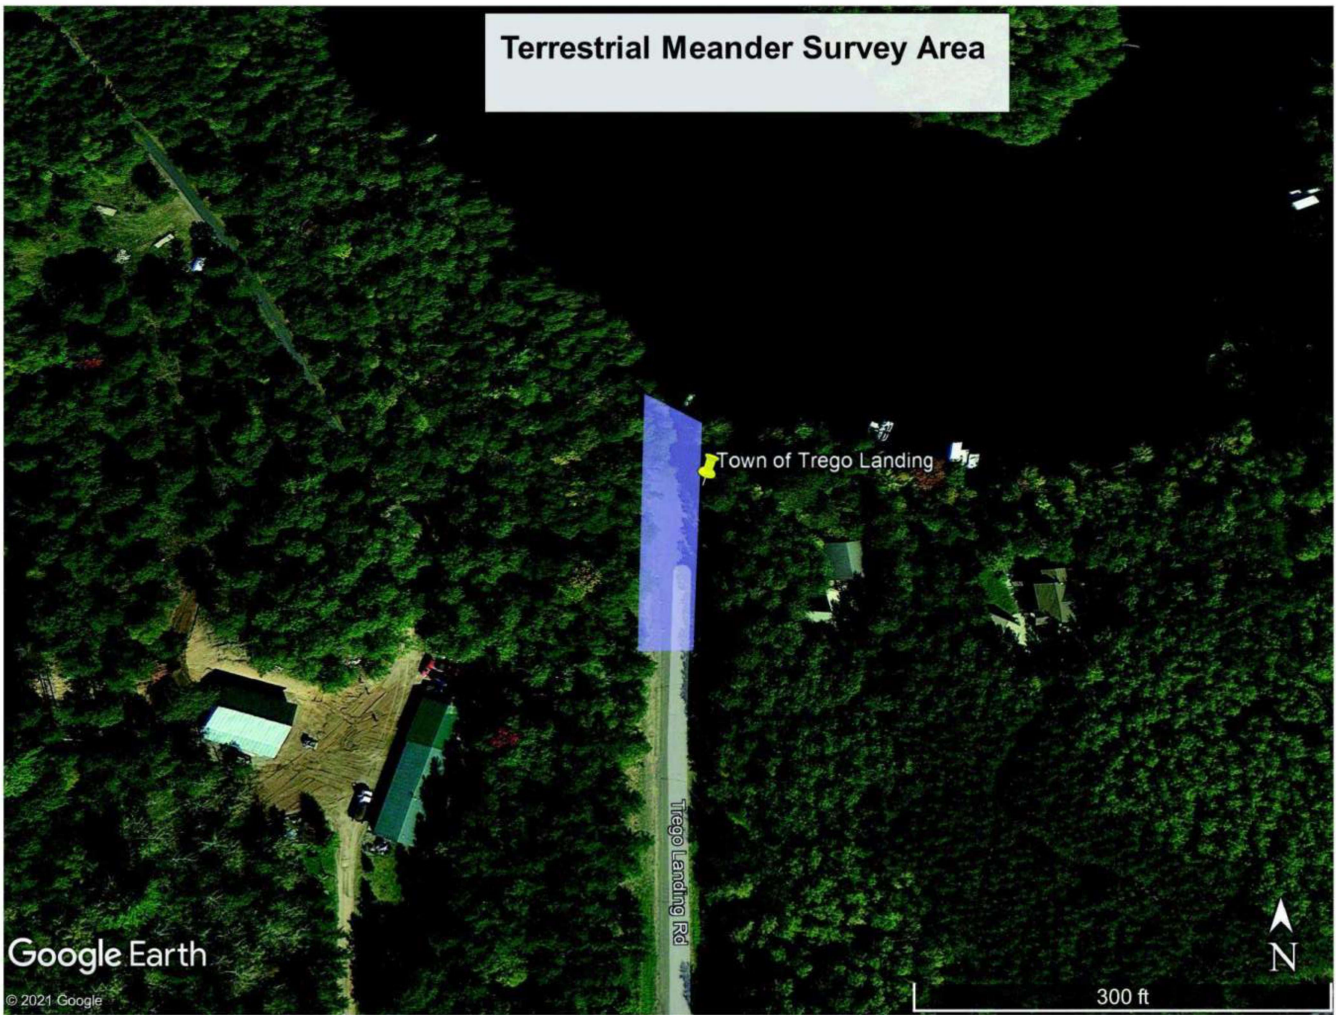 Terrestrial Meander Survey Area
Town of Trego Landing
Trego Landing Rd
Google Earth
© 2021 Google
N
300 ft